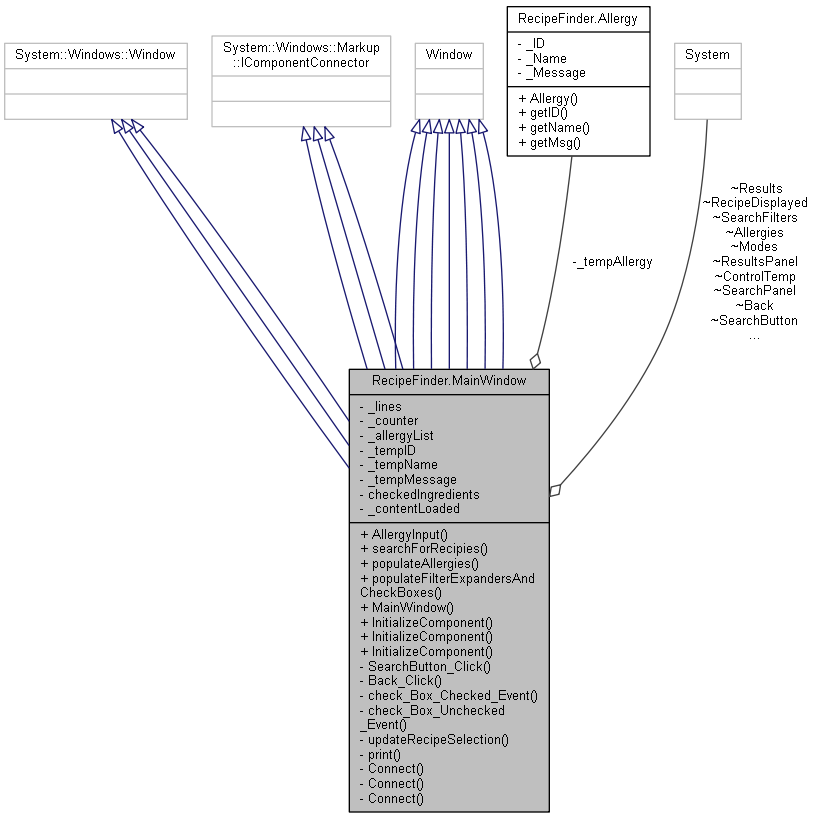 System::Windows::Window
System::Windows::Markup
::IComponentConnector
Window
RecipeFinder.Allergy
- _ID
- _Name
- _Message
+ Allergy()
+ getID()
+ getName()
+ getMsg()
System
-_tempAllergy
~Results
~RecipeDisplayed
~SearchFilters
~Allergies
~Modes
~ResultsPanel
~ControlTemp
~SearchPanel
~Back
~SearchButton
...
RecipeFinder.MainWindow
- _lines
- _counter
- _allergyList
- _tempID
- _tempName
- _tempMessage
- checkedIngredients
- _contentLoaded
+ AllergyInput()
+ searchForRecipies()
+ populateAllergies()
+ populateFilterExpandersAnd
CheckBoxes()
+ MainWindow()
+ InitializeComponent()
+ InitializeComponent()
+ InitializeComponent()
- SearchButton_Click()
- Back_Click()
- check_Box_Checked_Event()
- check_Box_Unchecked
_Event()
- updateRecipeSelection()
- print()
- Connect()
- Connect()
- Connect()